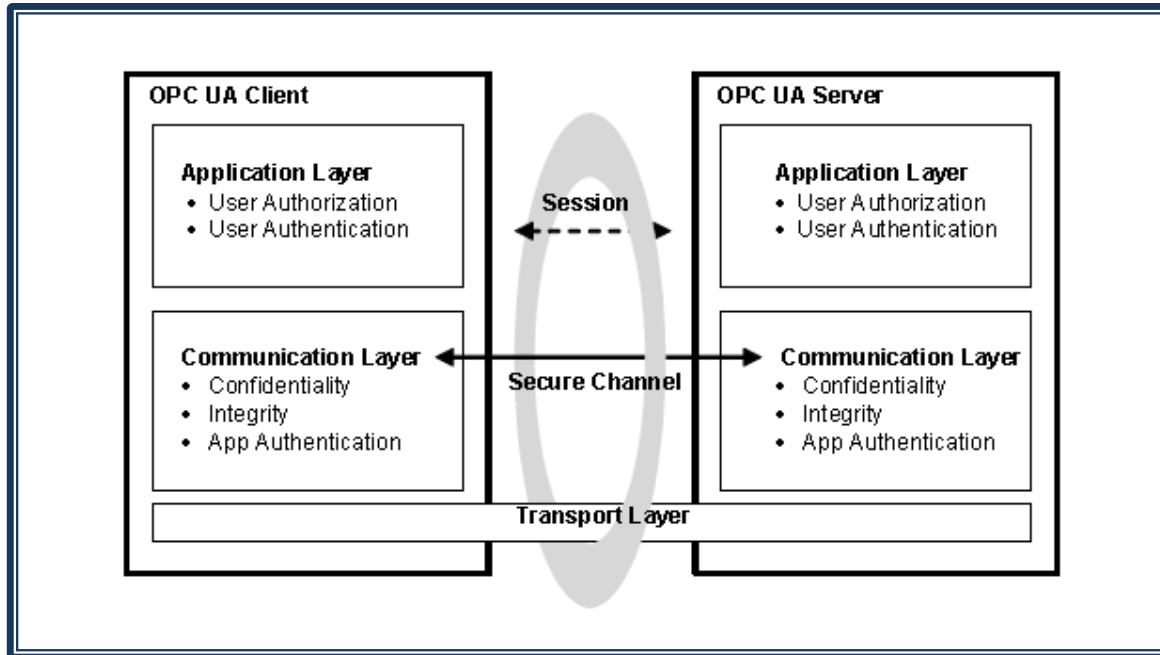 OPC UA Client
Application Layer
• User Authorization
• User Authentication
Communication Layer
• Confidentiality
• Integrity
• App Authentication
Session
Secure Channel
OPC UA Server
Application Layer
• User Authorization
• User Authentication
Communication Layer
• Confidentiality
• Integrity
• App Authentication
Transport Layer